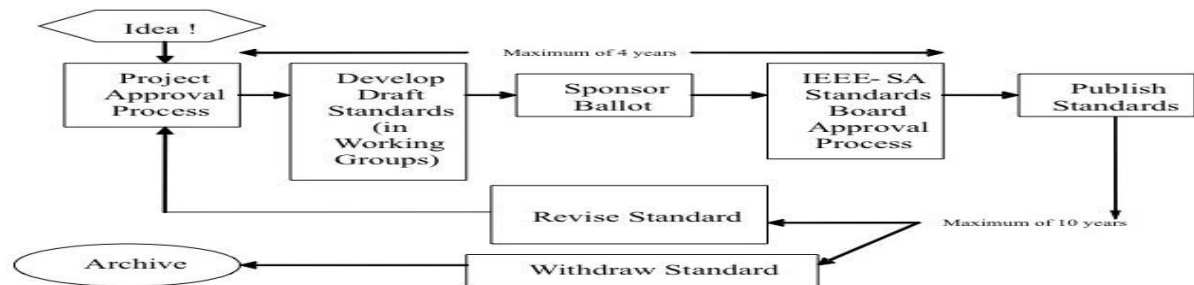 Idea !
Maximum of 4 years
Project
Approval
Process
Develop
Draft
Standards
(in
Working
Groups)
Sponsor
Ballot
IEEE- SA
Standards
Board
Approval
Process
Publish
Standards
Revise Standard
Maximum of 10 years
Archive
Withdraw Standard